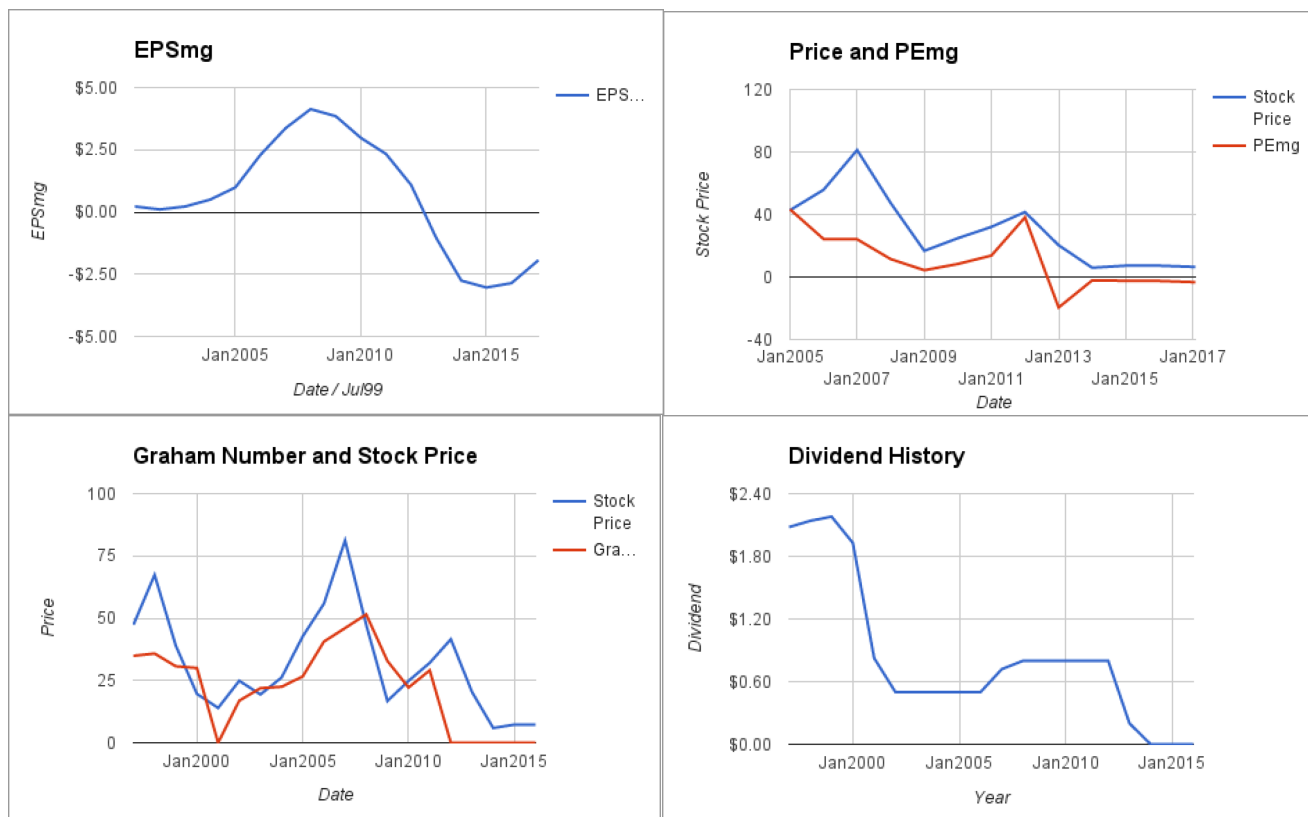 EPSmg
$5.00
$2.50
$0.00
-$2.50
-$5.00
EPSmg
Jan2005 Jan2010 Jan2015
Date / Jul99
EPS...
Price and PEmg
120
80
40
0
-40
Stock Price
Jan2005 Jan2009 Jan2013 Jan2017
Jan2007 Jan2011 Jan2015
Date
Stock
Price
PEmg
Graham Number and Stock Price
100
75
50
25
0
Price
Jan2000 Jan2005 Jan2010 Jan2015
Date
Stock
Price
Gra...
Dividend History
$2.40
$1.80
$1.20
$0.60
$0.00
Dividend
Jan2000 Jan2005 Jan2010 Jan2015
Year